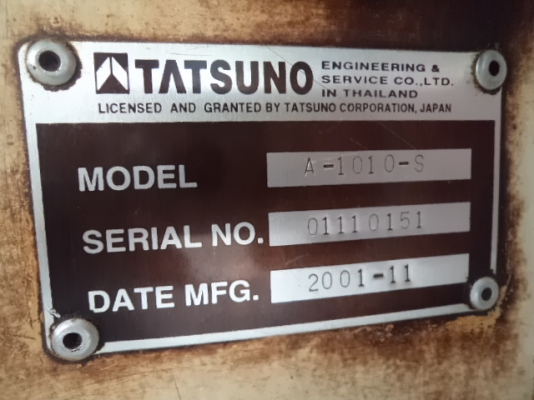 TATSUNO ENGINEERING &
SERVICE CO.,LTD.
IN THAILAND
LICENSED AND GRANTED BY TATSUNO CORPORATION, JAPAN
MODEL A-1010-S
SERIAL NO. 01110151
DATE MFG. 2001-11